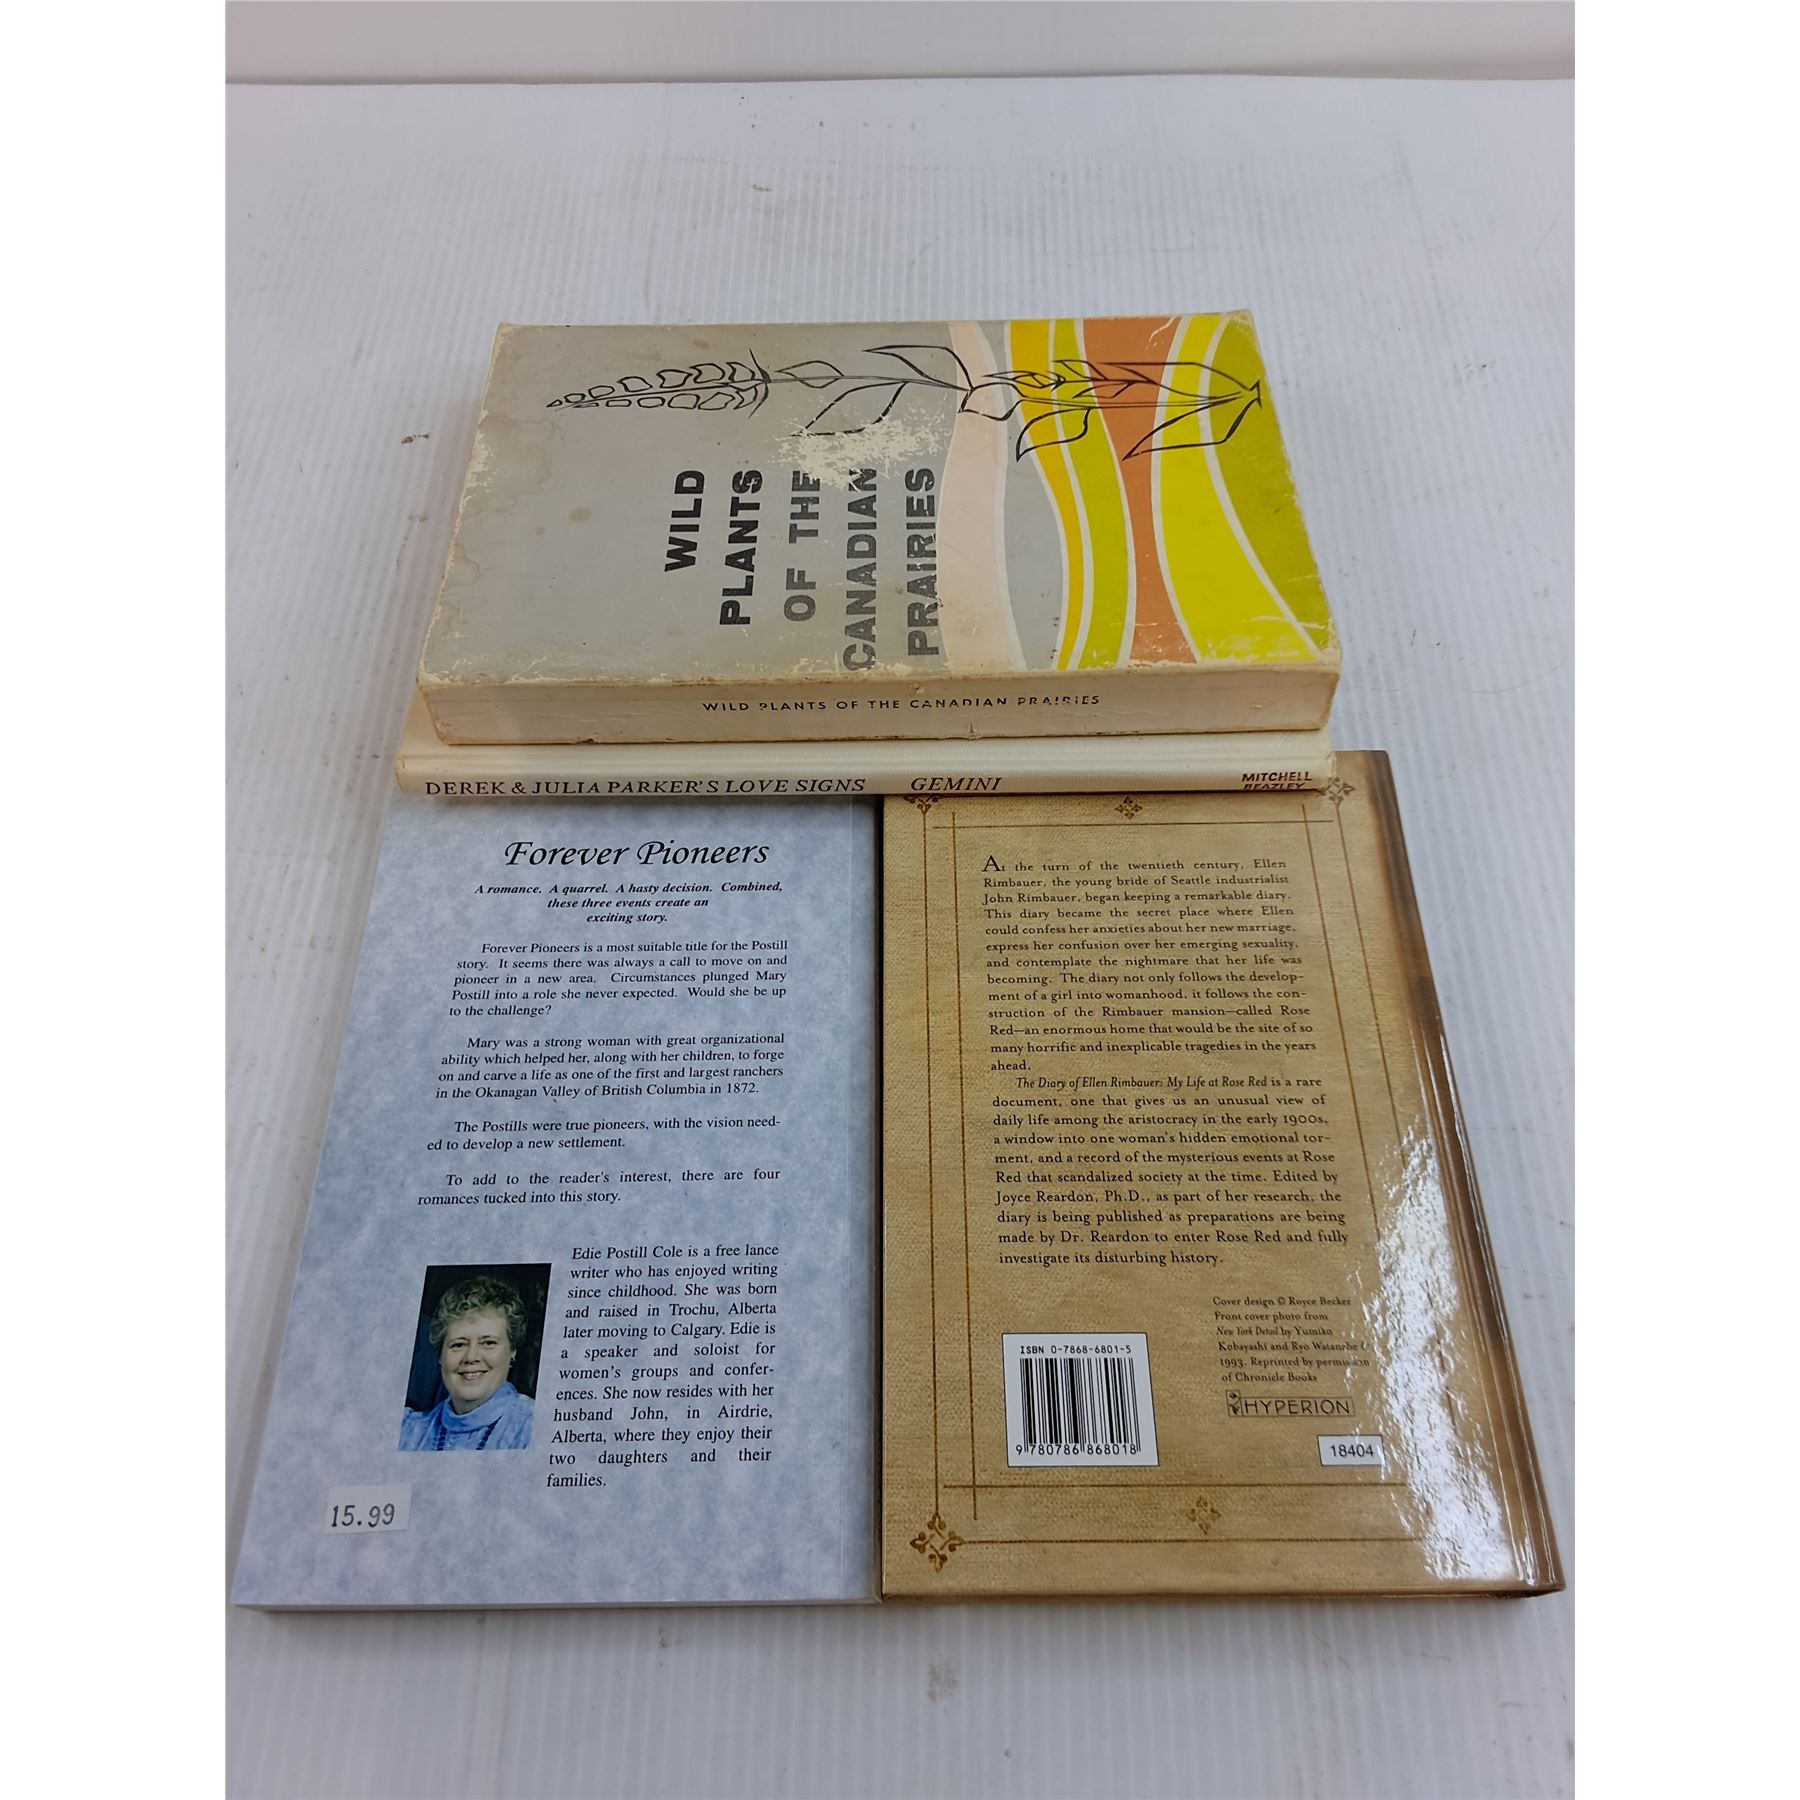 WILD
PLANTS
OF THE
CANADIAN
PRAIRIES
WILD PLANTS OF THE CANADIAN PRAIRIES
DEREK & JULIA PARKER'S LOVE SIGNS GEMINI MITCHELL
BEAZLEY
Forever Pioneers
A romance. A quarrel. A hasty decision. Combined,
these three events create an
exciting story.
Forever Pioneers is a most suitable title for the Postill
story. It seems there was always a call to move on and
pioneer in a new area. Circumstances plunged Mary
Postill into a role she never expected. Would she be up
to the challenge?
Mary was a strong woman with great organizational
ability which helped her, along with her children, to forge
on and carve a life as one of the first and largest ranchers
in the Okanagan Valley of British Columbia in 1872.
The Postills were true pioneers, with the vision need-
ed to develop a new settlement.
To add to the reader's interest, there are four
romances tucked into this story.
Edie Postill Cole is a free lance
writer who has enjoyed writing
since childhood. She was born
and raised in Trochu, Alberta
later moving to Calgary. Edie is
a speaker and soloist for
women's groups and confer-
ences. She now resides with her
husband John, in Airdrie,
Alberta, where they enjoy their
two daughters and their
families.
15.99
At the turn of the twentieth century, Ellen
Rimbauer, the young bride of Seattle industrialist
John Rimbauer, began keeping a remarkable diary.
This diary became the secret place where Ellen
could confess her anxieties about her new marriage,
express her confusion over her emerging sexuality,
and contemplate the nightmare that her life was
becoming. The diary not only follows the develop-
ment of a girl into womanhood, it follows the con-
struction of the Rimbauer mansion—called Rose
Red—an enormous home that would be the site of so
many horrific and inexplicable tragedies in the years
ahead.
The Diary of Ellen Rimbauer: My Life at Rose Red is a rare
document, one that gives us an unusual view of
daily life among the aristocracy in the early 1900s,
a window into one woman's hidden emotional tor-
ment, and a record of the mysterious events at Rose
Red that scandalized society at the time. Edited by
Joyce Reardon, Ph.D., as part of her research, the
diary is being published as preparations are being
made by Dr. Reardon to enter Rose Red and fully
investigate its disturbing history.
Cover design © Royce Becker
Front cover photo from
New York Detail by Yumiko
Kobayashi and Ryo Watanabe ©
1993. Reprinted by permission
of Chronicle Books
HYPERION
ISBN 0-7868-6801-5
9 780786 868018
18404